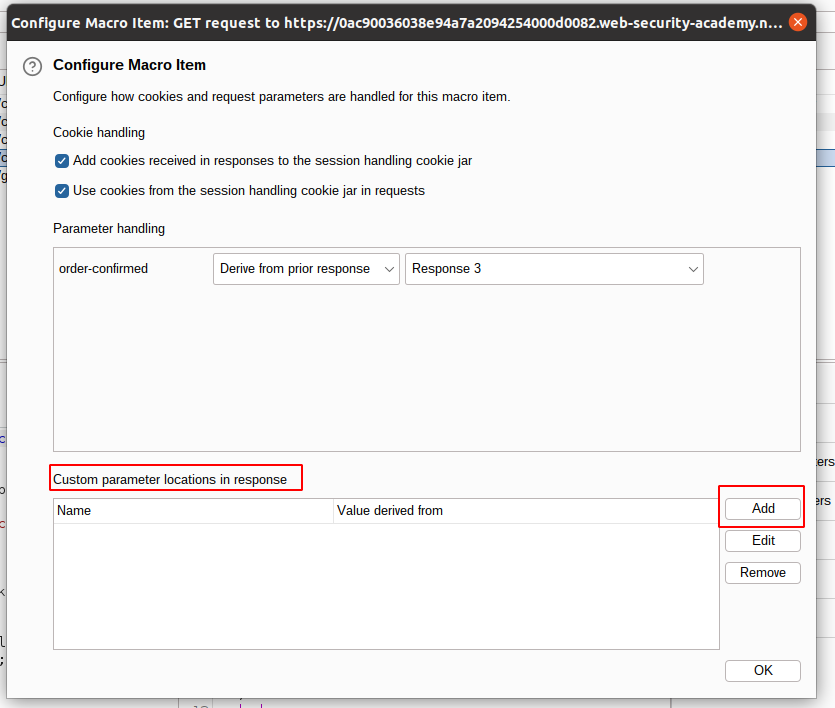 Configure Macro Item: GET request to https://0ac90036038e94a7a2094254000d0082.web-security-academy.n...
Configure Macro Item
Configure how cookies and request parameters are handled for this macro item.
Cookie handling
Add cookies received in responses to the session handling cookie jar
Use cookies from the session handling cookie jar in requests
Parameter handling
order-confirmed Derive from prior response Response 3
ters
Custom parameter locations in response
ers
Name Value derived from Add
Edit
Remove
OK